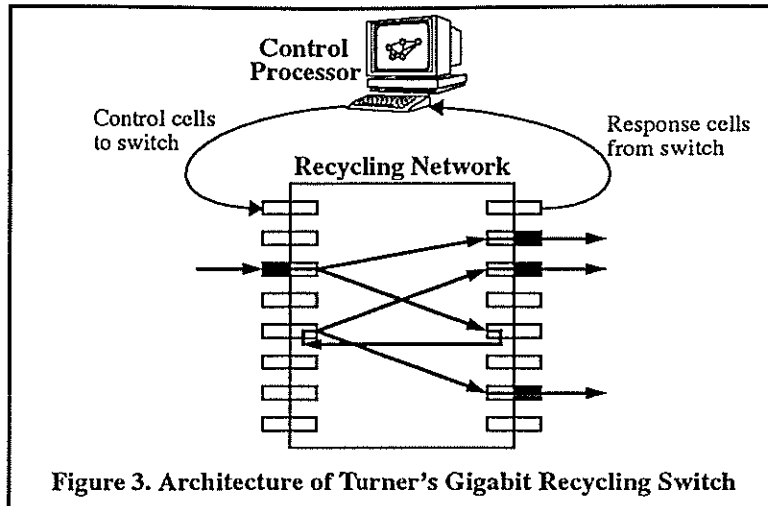 Control
Processor
Control cells
to switch
Response cells
from switch
Recycling Network
Figure 3. Architecture of Turner's Gigabit Recycling Switch